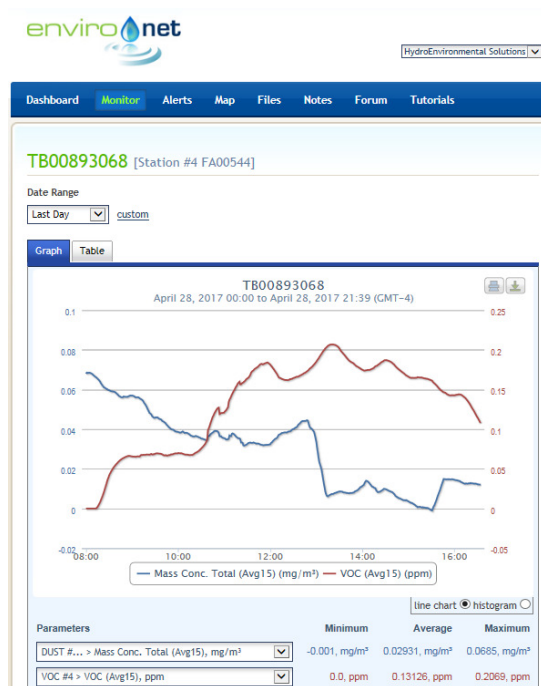 enviro net
HydroEnvironmental Solutions
Dashboard Monitor Alerts Map Files Notes Forum Tutorials
TB00893068 [Station #4 FA00544]
Date Range
Last Day custom
Graph Table
TB00893068
April 28, 2017 00:00 to April 28, 2017 21:39 (GMT-4)
0.1 0.25
0.08 0.2
0.06 0.15
0.04 0.1
0.02 0.05
0 0
-0.02 -0.05
08:00 10:00 12:00 14:00 16:00
Mass Conc. Total (Avg15) (mg/m³) VOC (Avg15) (ppm)
line chart histogram
Parameters Minimum Average Maximum
DUST #... > Mass Conc. Total (Avg15), mg/m³ -0.001, mg/m³ 0.02931, mg/m³ 0.0685, mg/m³
VOC #4 > VOC (Avg15), ppm 0.0, ppm 0.13126, ppm 0.2069, ppm